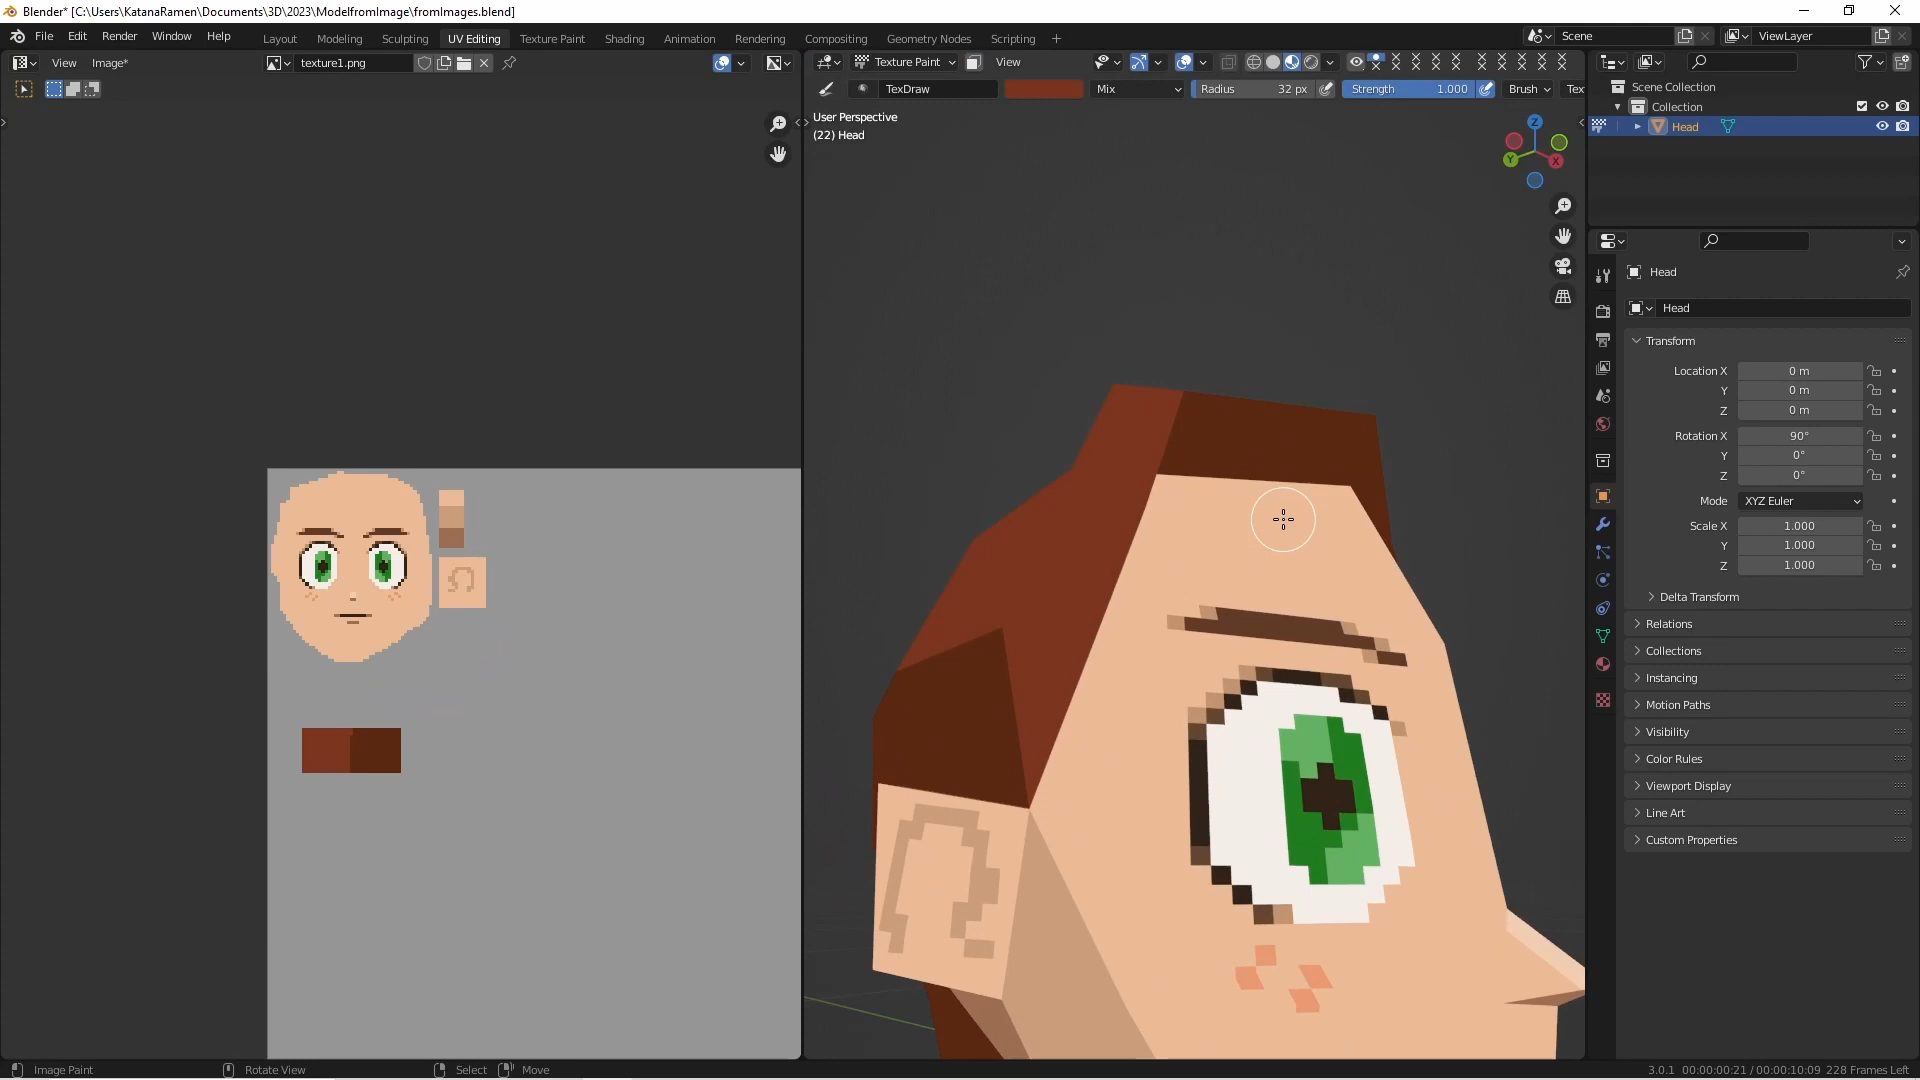 Blender* [C:\Users\KatanaRamen\Documents\3D\2023\ModelfromImage\fromImages.blend]
File Edit Render Window Help Layout Modeling Sculpting UV Editing Texture Paint Shading Animation Rendering Compositing Geometry Nodes Scripting + Scene ViewLayer
View Image* texture1.png
Texture Paint View
TexDraw Mix Radius 32 px Strength 1.000 Brush Tex
User Perspective
(22) Head
Z
Y X
Scene Collection
Collection
Head
Head
Head
Transform
Location X 0 m
Y 0 m
Z 0 m
Rotation X 90°
Y 0°
Z 0°
Mode XYZ Euler
Scale X 1.000
Y 1.000
Z 1.000
Delta Transform
Relations
Collections
Instancing
Motion Paths
Visibility
Color Rules
Viewport Display
Line Art
Custom Properties
Image Paint Rotate View Select Move 3.0.1 00:00:00:21 / 00:00:10:09 228 Frames Left